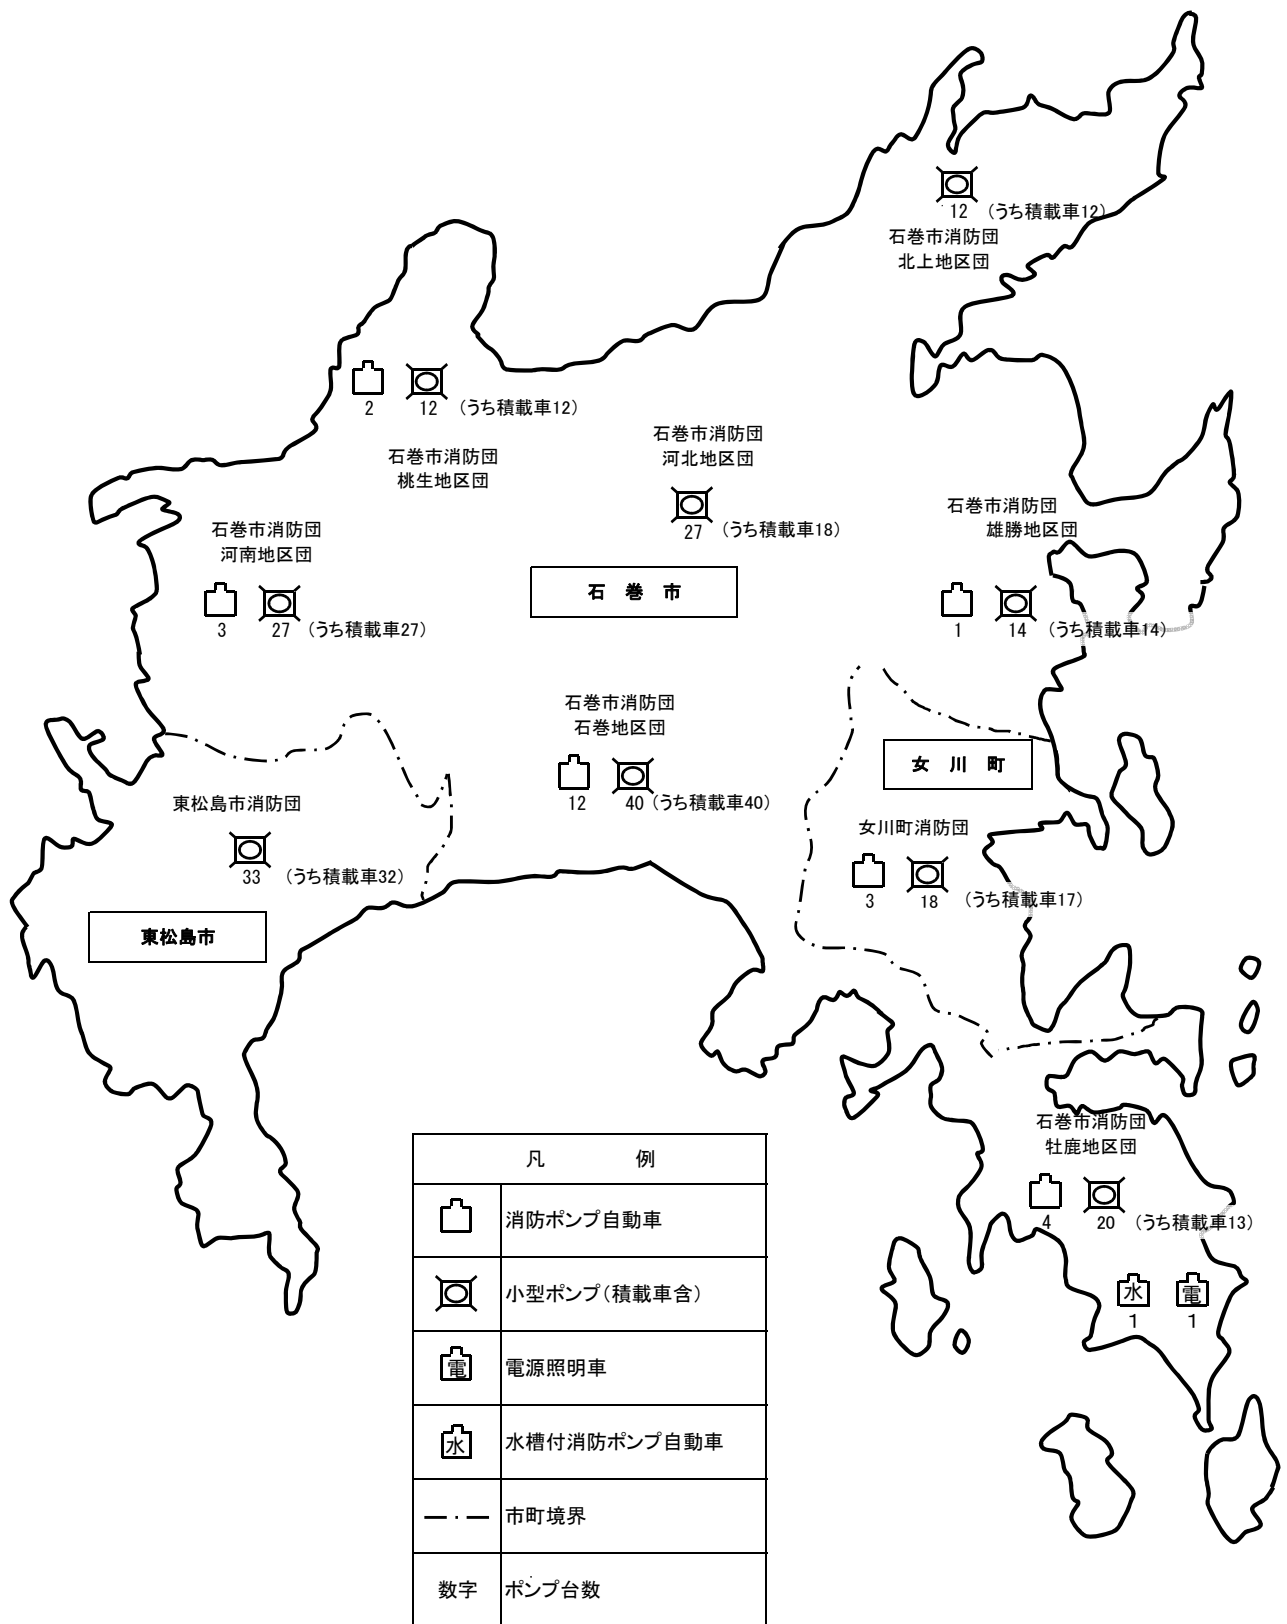 12 (うち積載車12)
石巻市消防団
北上地区団
2 12 (うち積載車12)
石巻市消防団
桃生地区団
石巻市消防団
河北地区団
27 (うち積載車18)
石巻市消防団
河南地区団
3 27 (うち積載車27)
石巻市
石巻市消防団
雄勝地区団
1 14 (うち積載車14)
石巻市消防団
石巻地区団
12 40 (うち積載車40)
女川町
女川町消防団
3 18 (うち積載車17)
東松島市消防団
33 (うち積載車32)
東松島市
石巻市消防団
牡鹿地区団
4 20 (うち積載車13)
水 電
1 1
凡 例
消防ポンプ自動車
小型ポンプ(積載車含)
電 電源照明車
水 水槽付消防ポンプ自動車
市町境界
数字 ポンプ台数